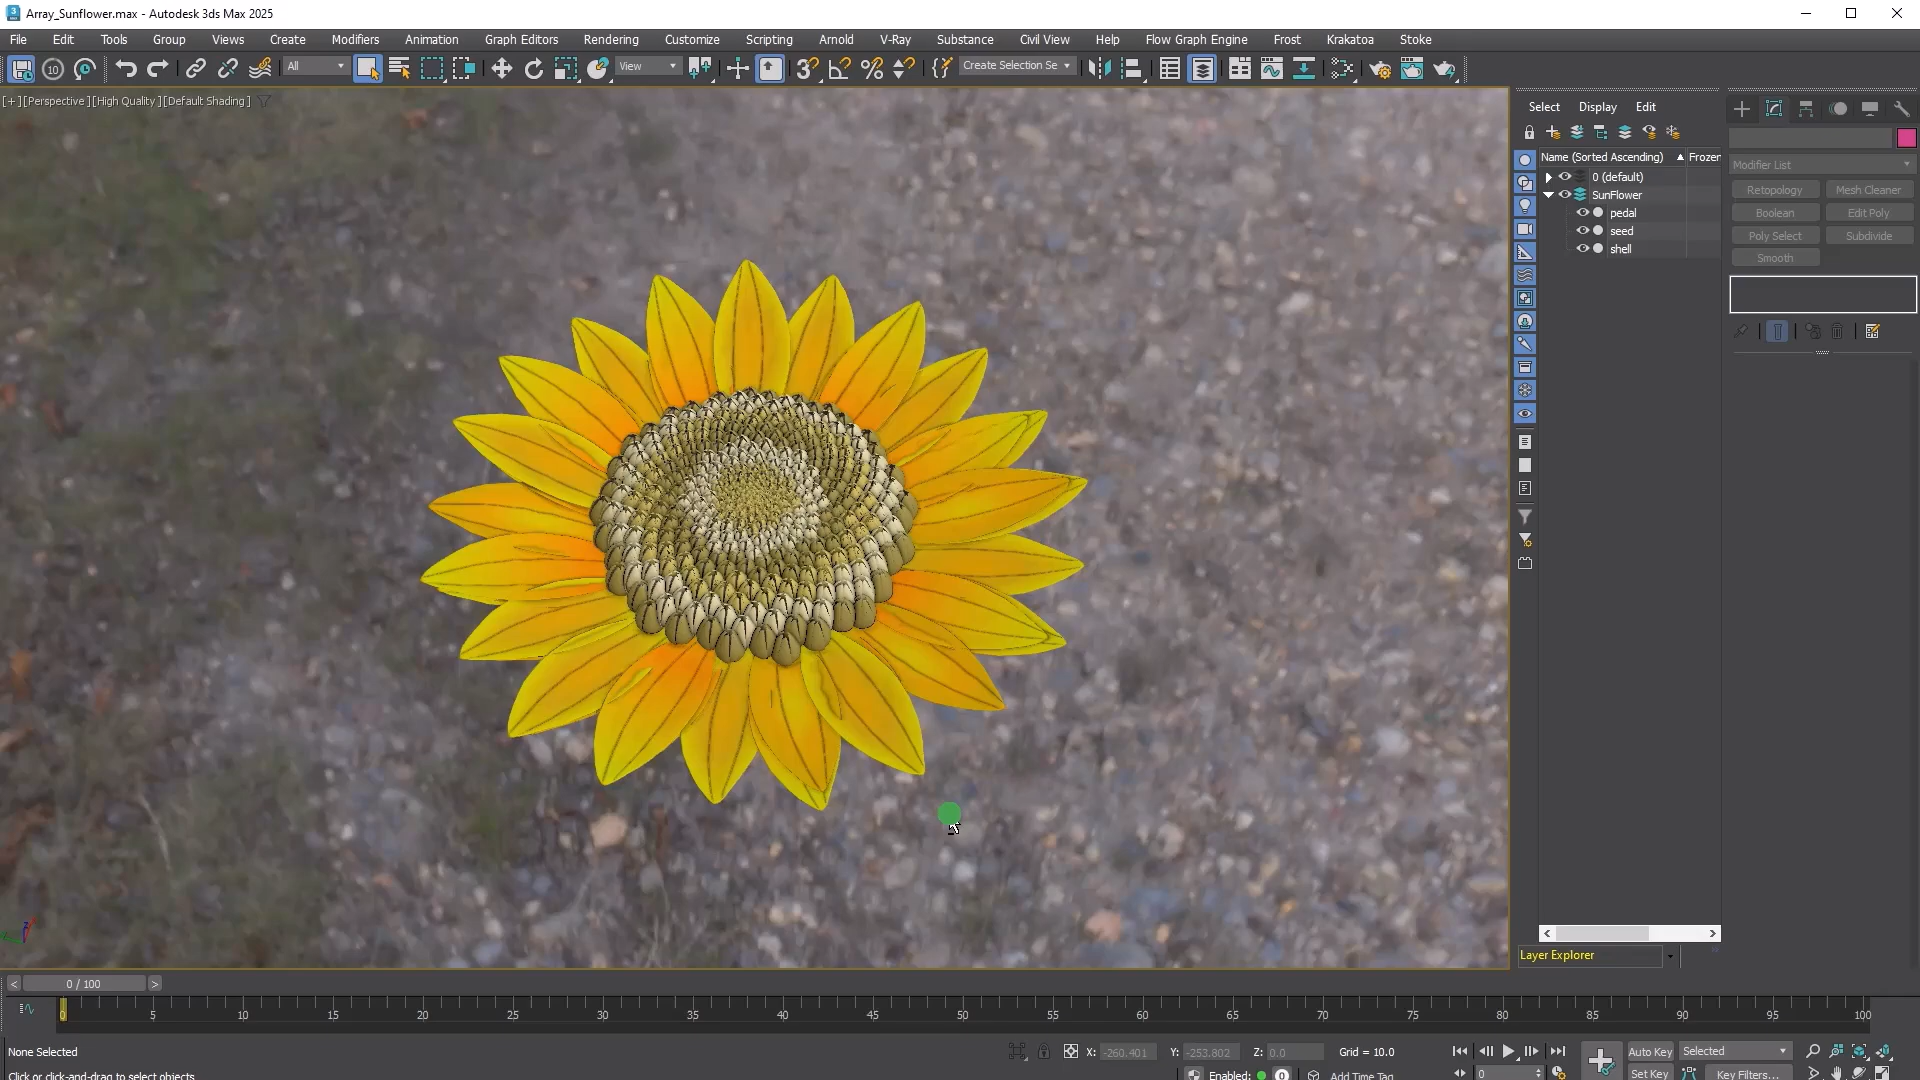 Array_Sunflower.max - Autodesk 3ds Max 2025
File Edit Tools Group Views Create Modifiers Animation Graph Editors Rendering Customize Scripting Arnold V-Ray Substance Civil View Help Flow Graph Engine Frost Krakatoa Stoke
10 All View Create Selection Se
[+][Perspective][High Quality][Default Shading]
Select Display Edit
Name (Sorted Ascending) Frozen
0 (default)
SunFlower
pedal
seed
shell
Modifier List
Retopology Mesh Cleaner
Boolean Edit Poly
Poly Select Subdivide
Smooth
Layer Explorer
< 0 / 100 >
0 5 10 15 20 25 30 35 40 45 50 55 60 65 70 75 80 85 90 95 100
None Selected X: -260.401 Y: -253.802 Z: 0.0 Grid = 10.0 Auto Key Selected
Click or click-and-drag to select objects Enabled: 0 Add Time Tag 0 Set Key Key Filters...